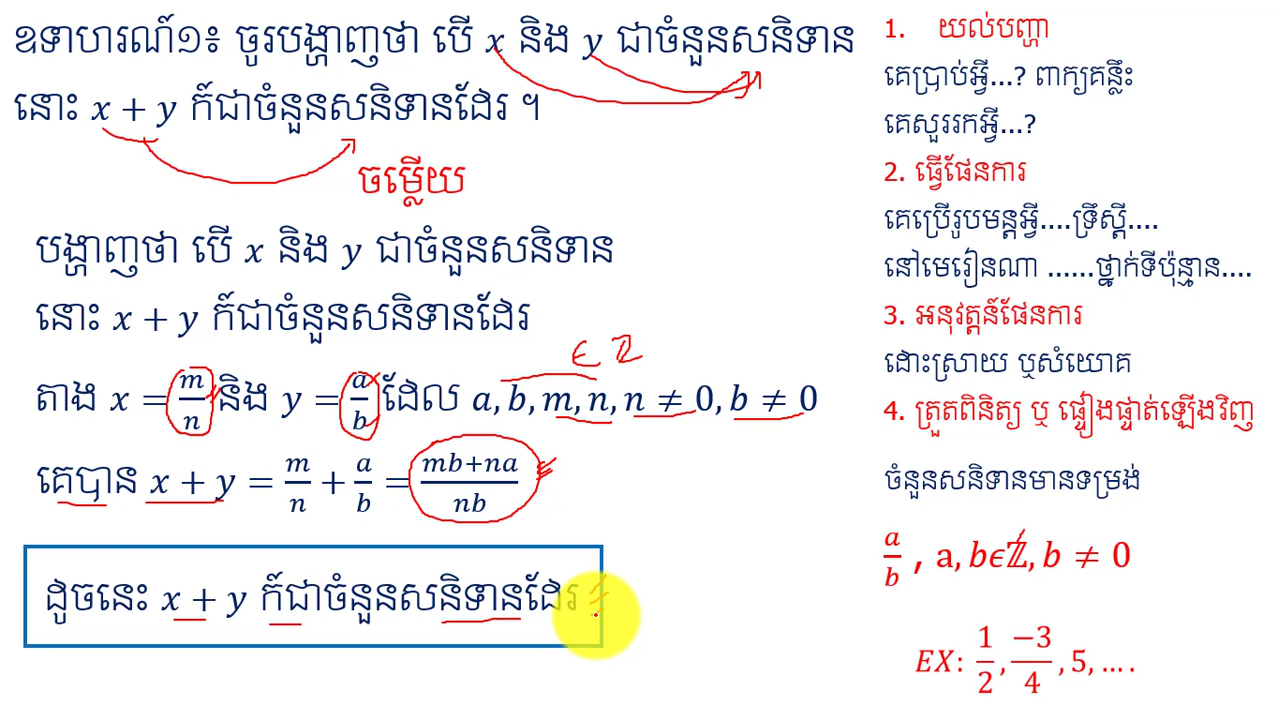 ឧទាហរណ៍១៖ ចូរបង្ហាញថា បើ x និង y ជាចំនួនសនិទាន
នោះ x + y ក៏ជាចំនួនសនិទានដែរ ។
ចម្លើយ
បង្ហាញថា បើ x និង y ជាចំនួនសនិទាន
នោះ x + y ក៏ជាចំនួនសនិទានដែរ
∈ ℤ
តាង x = m/n និង y = a/b ដែល a, b, m, n, n ≠ 0, b ≠ 0
គេបាន x + y = m/n + a/b = mb+na/nb
ដូចនេះ x + y ក៏ជាចំនួនសនិទានដែរ
1. យល់បញ្ហា
គេប្រាប់អ្វី...? ពាក្យគន្លឹះ
គេសួររកអ្វី...?
2. ធ្វើផែនការ
គេប្រើរូបមន្តអ្វី....ទ្រឹស្តី....
នៅមេរៀនណា ......ថ្នាក់ទីប៉ុន្មាន....
3. អនុវត្តន៍ផែនការ
ដោះស្រាយ ឬសំយោគ
4. ត្រួតពិនិត្យ ឬ ផ្ទៀងផ្ទាត់ឡើងវិញ
ចំនួនសនិទានមានទម្រង់
a/b , a, bϵℤ, b ≠ 0
EX: 1/2, −3/4, 5, … .